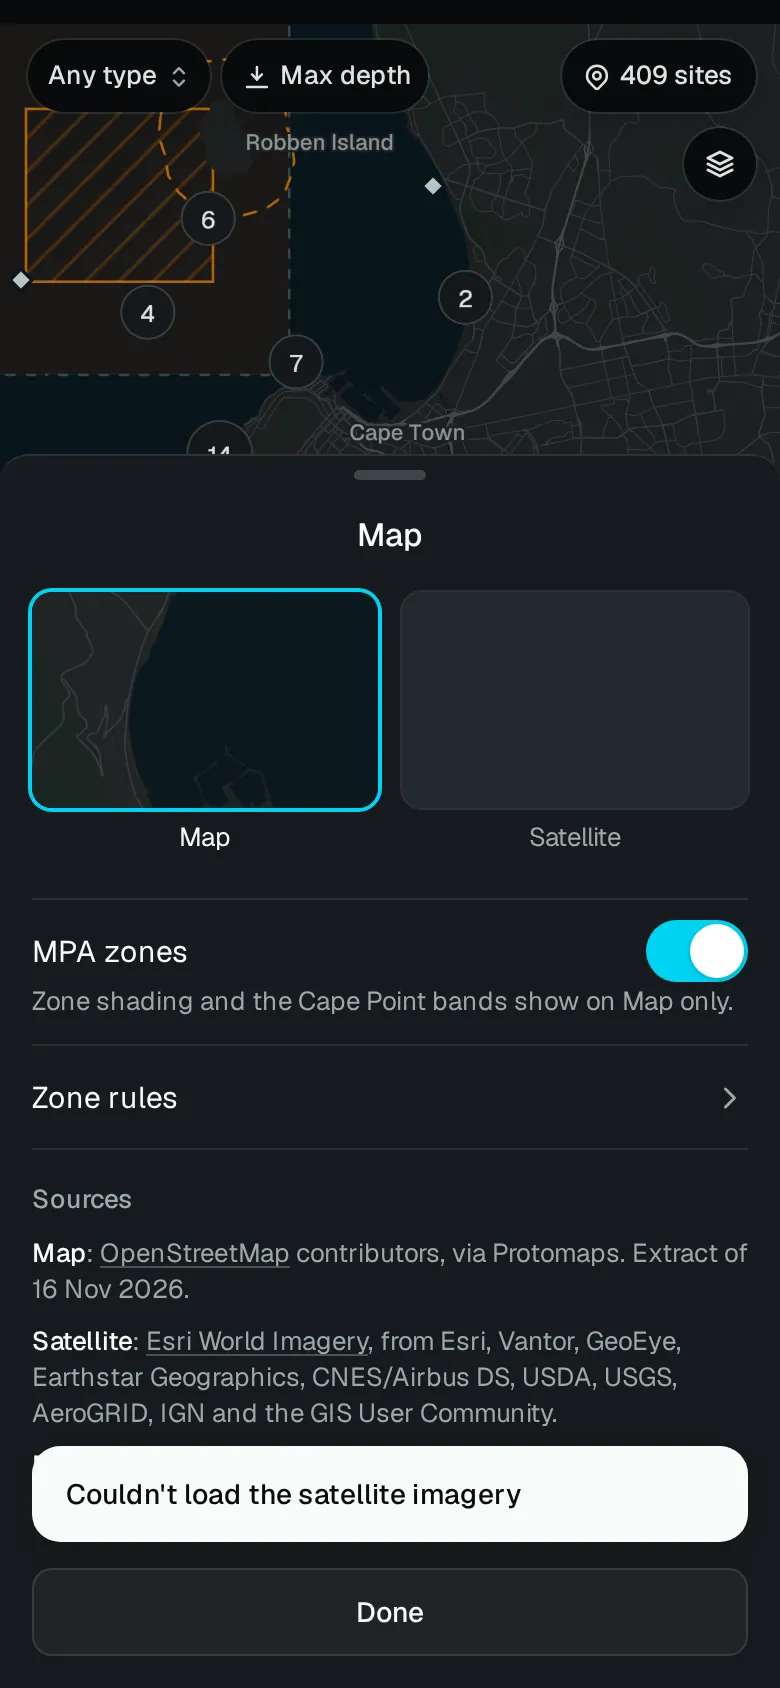 Any type
Max depth
409 sites
Robben Island
6
4
2
7
14
Cape Town
Map
Map
Satellite
MPA zones
Zone shading and the Cape Point bands show on Map only.
Zone rules
Sources
Map: OpenStreetMap contributors, via Protomaps. Extract of
16 Nov 2026.
Satellite: Esri World Imagery, from Esri, Vantor, GeoEye,
Earthstar Geographics, CNES/Airbus DS, USDA, USGS,
AeroGRID, IGN and the GIS User Community.
Couldn't load the satellite imagery
Done